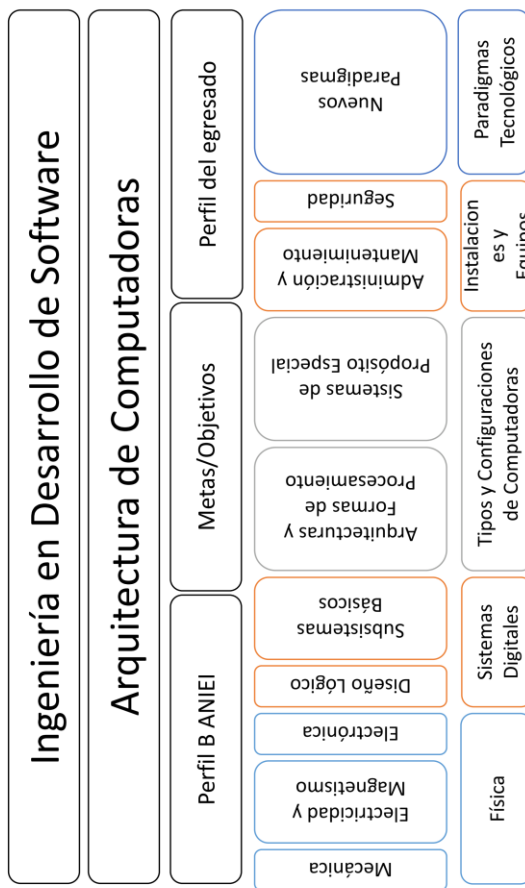 Ingeniería en Desarrollo de Software
Arquitectura de Computadoras
Perfil B ANIEI
Metas/Objetivos
Perfil del egresado
Mecánica
Electricidad y
Magnetismo
Electrónica
Diseño Lógico
Subsistemas
Básicos
Arquitecturas y
Formas de
Procesamiento
Sistemas de
Propósito Especial
Administración y
Mantenimiento
Seguridad
Nuevos
Paradigmas
Física
Sistemas
Digitales
Tipos y Configuraciones
de Computadoras
Instalacion
es y
Equipos
Paradigmas
Tecnológicos